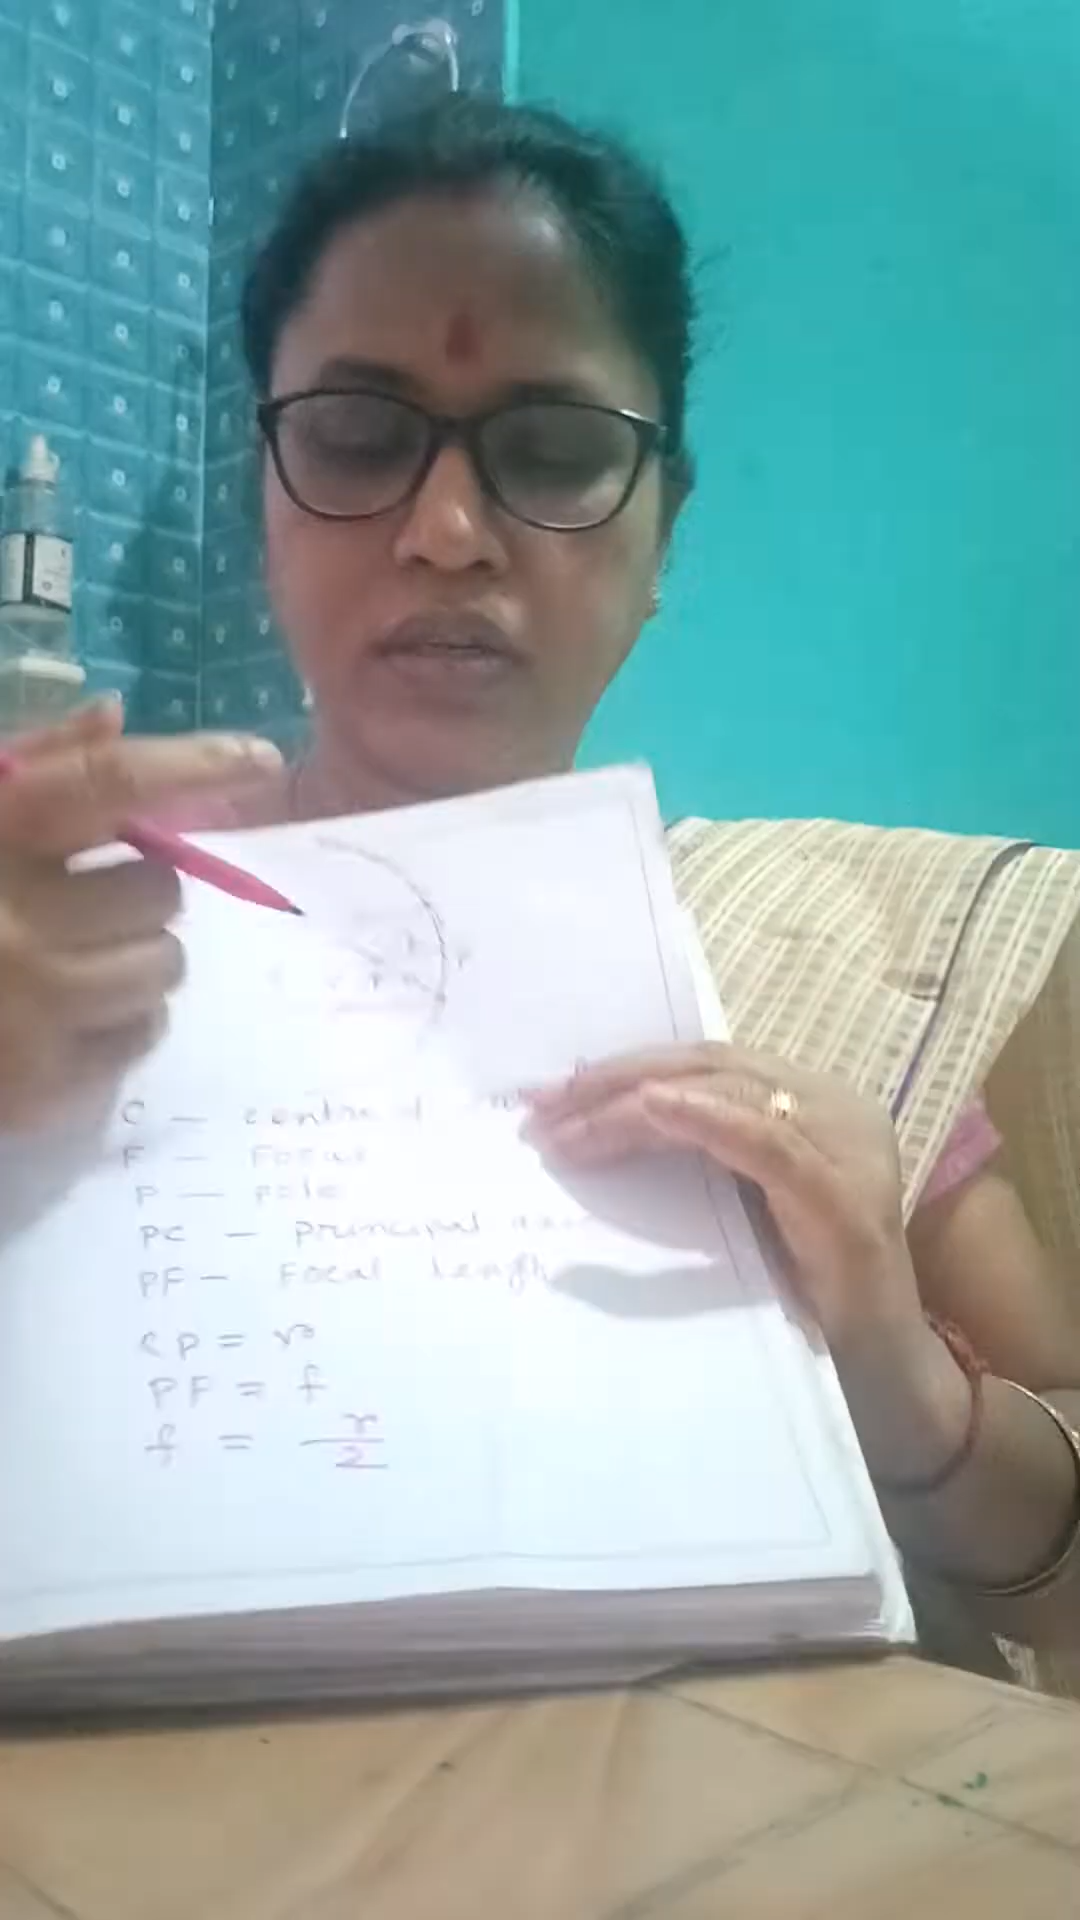 P
C — centre of
F — Focus
P — pole
PC — principal axis
PF — Focal length
CP = r
PF = f
f = r/2